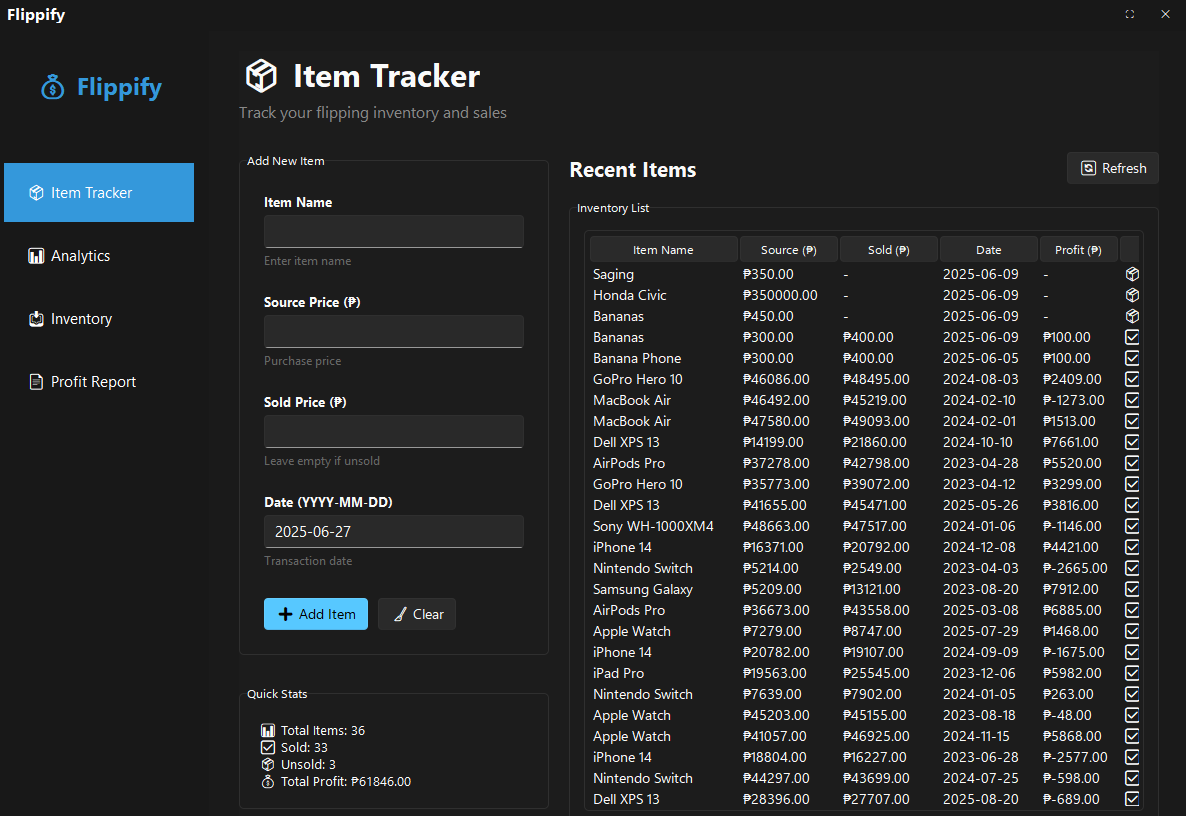 Flippify
Flippify
Item Tracker
Analytics
Inventory
Profit Report
Item Tracker
Track your flipping inventory and sales
Add New Item
Item Name
Enter item name
Source Price (₱)
Purchase price
Sold Price (₱)
Leave empty if unsold
Date (YYYY-MM-DD)
2025-06-27
Transaction date
Add Item Clear
Quick Stats
Total Items: 36
Sold: 33
Unsold: 3
Total Profit: ₱61846.00
Recent Items Refresh
Inventory List
Item Name Source (₱) Sold (₱) Date Profit (₱)
Saging ₱350.00 - 2025-06-09 -
Honda Civic ₱350000.00 - 2025-06-09 -
Bananas ₱450.00 - 2025-06-09 -
Bananas ₱300.00 ₱400.00 2025-06-09 ₱100.00
Banana Phone ₱300.00 ₱400.00 2025-06-05 ₱100.00
GoPro Hero 10 ₱46086.00 ₱48495.00 2024-08-03 ₱2409.00
MacBook Air ₱46492.00 ₱45219.00 2024-02-10 ₱-1273.00
MacBook Air ₱47580.00 ₱49093.00 2024-02-01 ₱1513.00
Dell XPS 13 ₱14199.00 ₱21860.00 2024-10-10 ₱7661.00
AirPods Pro ₱37278.00 ₱42798.00 2023-04-28 ₱5520.00
GoPro Hero 10 ₱35773.00 ₱39072.00 2023-04-12 ₱3299.00
Dell XPS 13 ₱41655.00 ₱45471.00 2025-05-26 ₱3816.00
Sony WH-1000XM4 ₱48663.00 ₱47517.00 2024-01-06 ₱-1146.00
iPhone 14 ₱16371.00 ₱20792.00 2024-12-08 ₱4421.00
Nintendo Switch ₱5214.00 ₱2549.00 2023-04-03 ₱-2665.00
Samsung Galaxy ₱5209.00 ₱13121.00 2023-08-20 ₱7912.00
AirPods Pro ₱36673.00 ₱43558.00 2025-03-08 ₱6885.00
Apple Watch ₱7279.00 ₱8747.00 2025-07-29 ₱1468.00
iPhone 14 ₱20782.00 ₱19107.00 2024-09-09 ₱-1675.00
iPad Pro ₱19563.00 ₱25545.00 2023-12-06 ₱5982.00
Nintendo Switch ₱7639.00 ₱7902.00 2024-01-05 ₱263.00
Apple Watch ₱45203.00 ₱45155.00 2023-08-18 ₱-48.00
Apple Watch ₱41057.00 ₱46925.00 2024-11-15 ₱5868.00
iPhone 14 ₱18804.00 ₱16227.00 2023-06-28 ₱-2577.00
Nintendo Switch ₱44297.00 ₱43699.00 2024-07-25 ₱-598.00
Dell XPS 13 ₱28396.00 ₱27707.00 2025-08-20 ₱-689.00